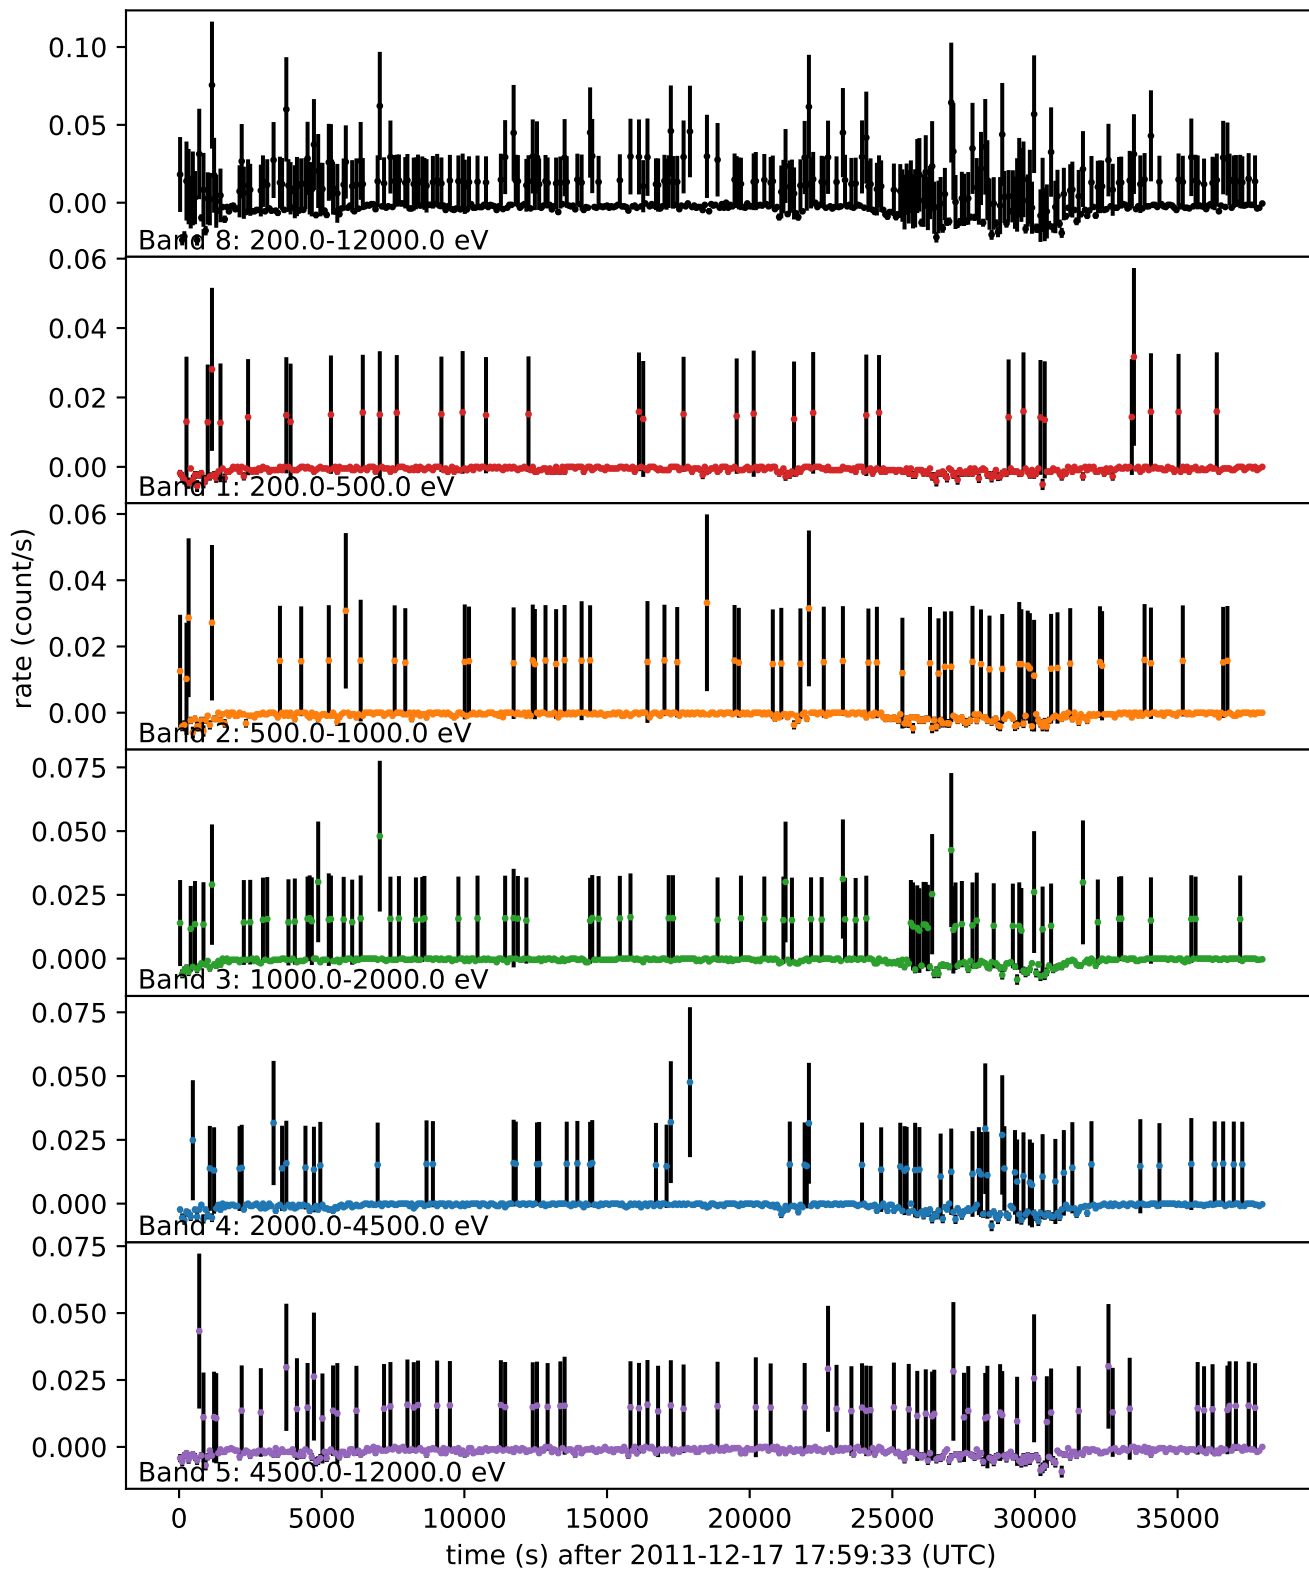 0.10
0.05
0.00
Band 8: 200.0-12000.0 eV
0.06
0.04
0.02
0.00
Band 1: 200.0-500.0 eV
0.06
0.04
0.02
0.00
Band 2: 500.0-1000.0 eV
rate (count/s)
0.075
0.050
0.025
0.000
Band 3: 1000.0-2000.0 eV
0.075
0.050
0.025
0.000
Band 4: 2000.0-4500.0 eV
0.075
0.050
0.025
0.000
Band 5: 4500.0-12000.0 eV
0 5000 10000 15000 20000 25000 30000 35000
time (s) after 2011-12-17 17:59:33 (UTC)